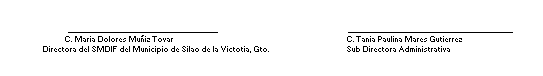 C. Maria Dolores Muñiz Tovar
Directora del SMDIF del Municipio de Silao de la Victotia, Gto.
C. Tania Paulina Mares Gutierrez
Sub Directora Administrativa